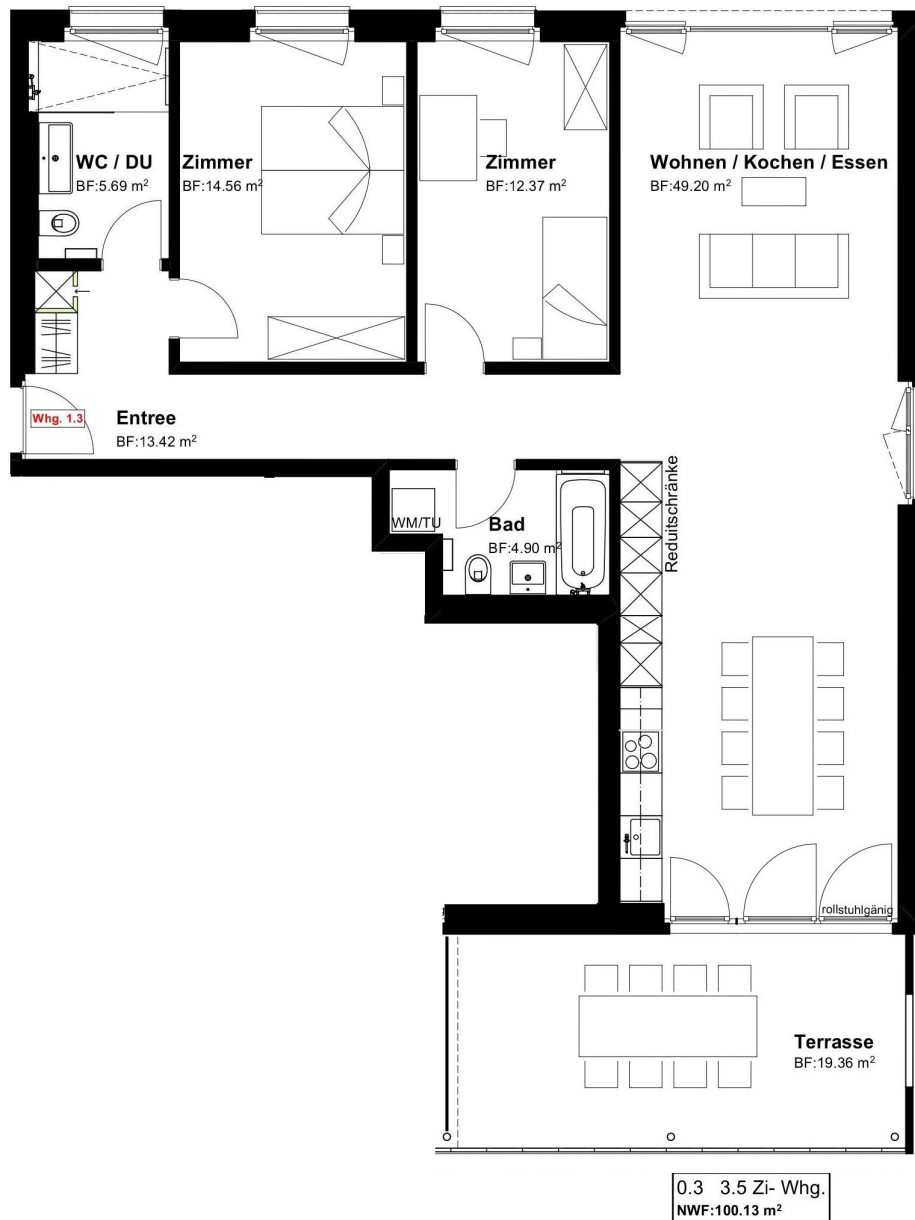 WC / DU
BF:5.69 m²
Zimmer
BF:14.56 m²
Zimmer
BF:12.37 m²
Wohnen / Kochen / Essen
BF:49.20 m²
Whg. 1.3
Entree
BF:13.42 m²
WM/TU
Bad
BF:4.90 m²
Reduitschränke
rollstuhlgänig
Terrasse
BF:19.36 m²
0.3 3.5 Zi- Whg.
NWF:100.13 m²